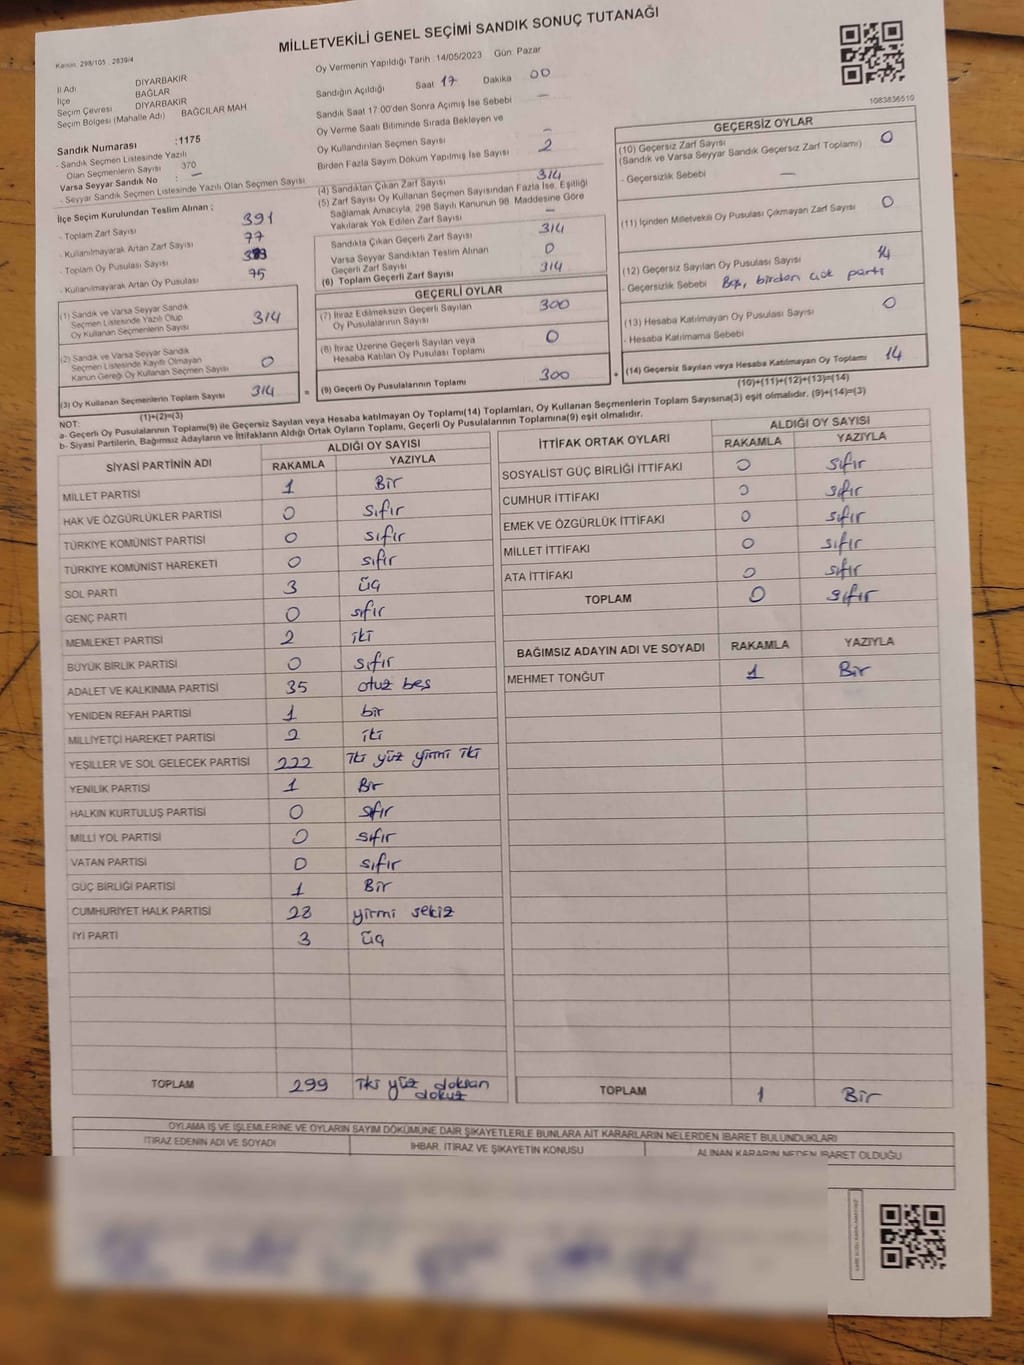 MİLLETVEKİLİ GENEL SEÇİMİ SANDIK SONUÇ TUTANAĞI
Kanun: 298/105 , 2839/4
İl Adı DİYARBAKIR
İlçe BAĞLAR
Seçim Çevresi DİYARBAKIR
Seçim Bölgesi (Mahalle Adı) BAĞCILAR MAH
Sandık Numarası :1175
- Sandık Seçmen Listesinde Yazılı
Olan Seçmenlerin Sayısı 370
Varsa Seyyar Sandık No : –
- Seyyar Sandık Seçmen Listesinde Yazılı Olan Seçmen Sayısı
İlçe Seçim Kurulundan Teslim Alınan ;
- Toplam Zarf Sayısı 391
- Kullanılmayarak Artan Zarf Sayısı 77
- Toplam Oy Pusulası Sayısı
- Kullanılmayarak Artan Oy Pusulası 75
(1) Sandık ve Varsa Seyyar Sandık
Seçmen Listesinde Yazılı Olup
Oy Kullanan Seçmenlerin Sayısı 314
(2) Sandık ve Varsa Seyyar Sandık
Seçmen Listesinde Kayıtlı Olmayan
Kanun Gereği Oy Kullanan Seçmen Sayısı 0
(3) Oy Kullanan Seçmenlerin Toplam Sayısı 314
(1)+(2)=(3)
Oy Vermenin Yapıldığı Tarih :14/05/2023 Gün: Pazar
Sandığın Açıldığı Saat 17 Dakika 00
Sandık Saat 17:00'den Sonra Açımış İse Sebebi –
Oy Verme Saati Bitiminde Sırada Bekleyen ve
Oy Kullandırılan Seçmen Sayısı –
Birden Fazla Sayım Döküm Yapılmış İse Sayısı 2
(4) Sandıktan Çıkan Zarf Sayısı 314
(5) Zarf Sayısı Oy Kullanan Seçmen Sayısından Fazla İse, Eşitliği
Sağlamak Amacıyla, 298 Sayılı Kanunun 98. Maddesine Göre
Yakılarak Yok Edilen Zarf Sayısı –
Sandıkta Çıkan Geçerli Zarf Sayısı 314
Varsa Seyyar Sandıktan Teslim Alınan
Geçerli Zarf Sayısı 0
(6) Toplam Geçerli Zarf Sayısı 314
GEÇERLİ OYLAR
(7) İtiraz Edilmeksizin Geçerli Sayılan
Oy Pusulalarının Sayısı 300
(8) İtiraz Üzerine Geçerli Sayılan veya
Hesaba Katılan Oy Pusulası Toplamı 0
= (9) Geçerli Oy Pusulalarının Toplamı 300
1083836510
GEÇERSİZ OYLAR
(10) Geçersiz Zarf Sayısı 0
(Sandık ve Varsa Seyyar Sandık Geçersiz Zarf Toplamı)
- Geçersizlik Sebebi –
(11) İçinden Milletvekili Oy Pusulası Çıkmayan Zarf Sayısı 0
(12) Geçersiz Sayılan Oy Pusulası Sayısı 14
- Geçersizlik Sebebi Boş, birden çok parti
(13) Hesaba Katılmayan Oy Pusulası Sayısı 0
- Hesaba Katılmama Sebebi
+ (14) Geçersiz Sayılan veya Hesaba Katılmayan Oy Toplamı 14
(10)+(11)+(12)+(13)=(14)
NOT:
a- Geçerli Oy Pusulalarının Toplamı(9) ile Geçersiz Sayılan veya Hesaba katılmayan Oy Toplamı(14) Toplamları, Oy Kullanan Seçmenlerin Toplam Sayısına(3) eşit olmalıdır. (9)+(14)=(3)
b- Siyasi Partilerin, Bağımsız Adayların ve İttifakların Aldığı Ortak Oyların Toplamı, Geçerli Oy Pusulalarının Toplamına(9) eşit olmalıdır.
SİYASİ PARTİNİN ADI ALDIĞI OY SAYISI
RAKAMLA YAZIYLA
MİLLET PARTİSİ 1 Bir
HAK VE ÖZGÜRLÜKLER PARTİSİ 0 sıfır
TÜRKİYE KOMÜNİST PARTİSİ 0 sıfır
TÜRKİYE KOMÜNİST HAREKETİ 0 sıfır
SOL PARTİ 3 üç
GENÇ PARTİ 0 sıfır
MEMLEKET PARTİSİ 2 iki
BÜYÜK BİRLİK PARTİSİ 0 sıfır
ADALET VE KALKINMA PARTİSİ 35 otuz beş
YENİDEN REFAH PARTİSİ 1 bir
MİLLİYETÇİ HAREKET PARTİSİ 2 iki
YEŞİLLER VE SOL GELECEK PARTİSİ 222 iki yüz yirmi iki
YENİLİK PARTİSİ 1 Bir
HALKIN KURTULUŞ PARTİSİ 0 sıfır
MİLLİ YOL PARTİSİ 0 sıfır
VATAN PARTİSİ 0 sıfır
GÜÇ BİRLİĞİ PARTİSİ 1 Bir
CUMHURİYET HALK PARTİSİ 28 yirmi sekiz
İYİ PARTİ 3 üç
TOPLAM 299 iki yüz doksan
dokuz
İTTİFAK ORTAK OYLARI ALDIĞI OY SAYISI
RAKAMLA YAZIYLA
SOSYALİST GÜÇ BİRLİĞİ İTTİFAKI 0 sıfır
CUMHUR İTTİFAKI 0 sıfır
EMEK VE ÖZGÜRLÜK İTTİFAKI 0 sıfır
MİLLET İTTİFAKI 0 sıfır
ATA İTTİFAKI 0 sıfır
TOPLAM 0 sıfır
BAĞIMSIZ ADAYIN ADI VE SOYADI RAKAMLA YAZIYLA
MEHMET TONĞUT 1 Bir
TOPLAM 1 Bir
OYLAMA İŞ VE İŞLEMLERİNE VE OYLARIN SAYIM DÖKÜMÜNE DAİR ŞİKAYETLERLE BUNLARA AİT KARARLARIN NELERDEN İBARET BULUNDUKLARI
İTİRAZ EDENİN ADI VE SOYADI
İHBAR, İTİRAZ VE ŞİKAYETİN KONUSU
ALINAN KARARIN NEDEN İBARET OLDUĞU